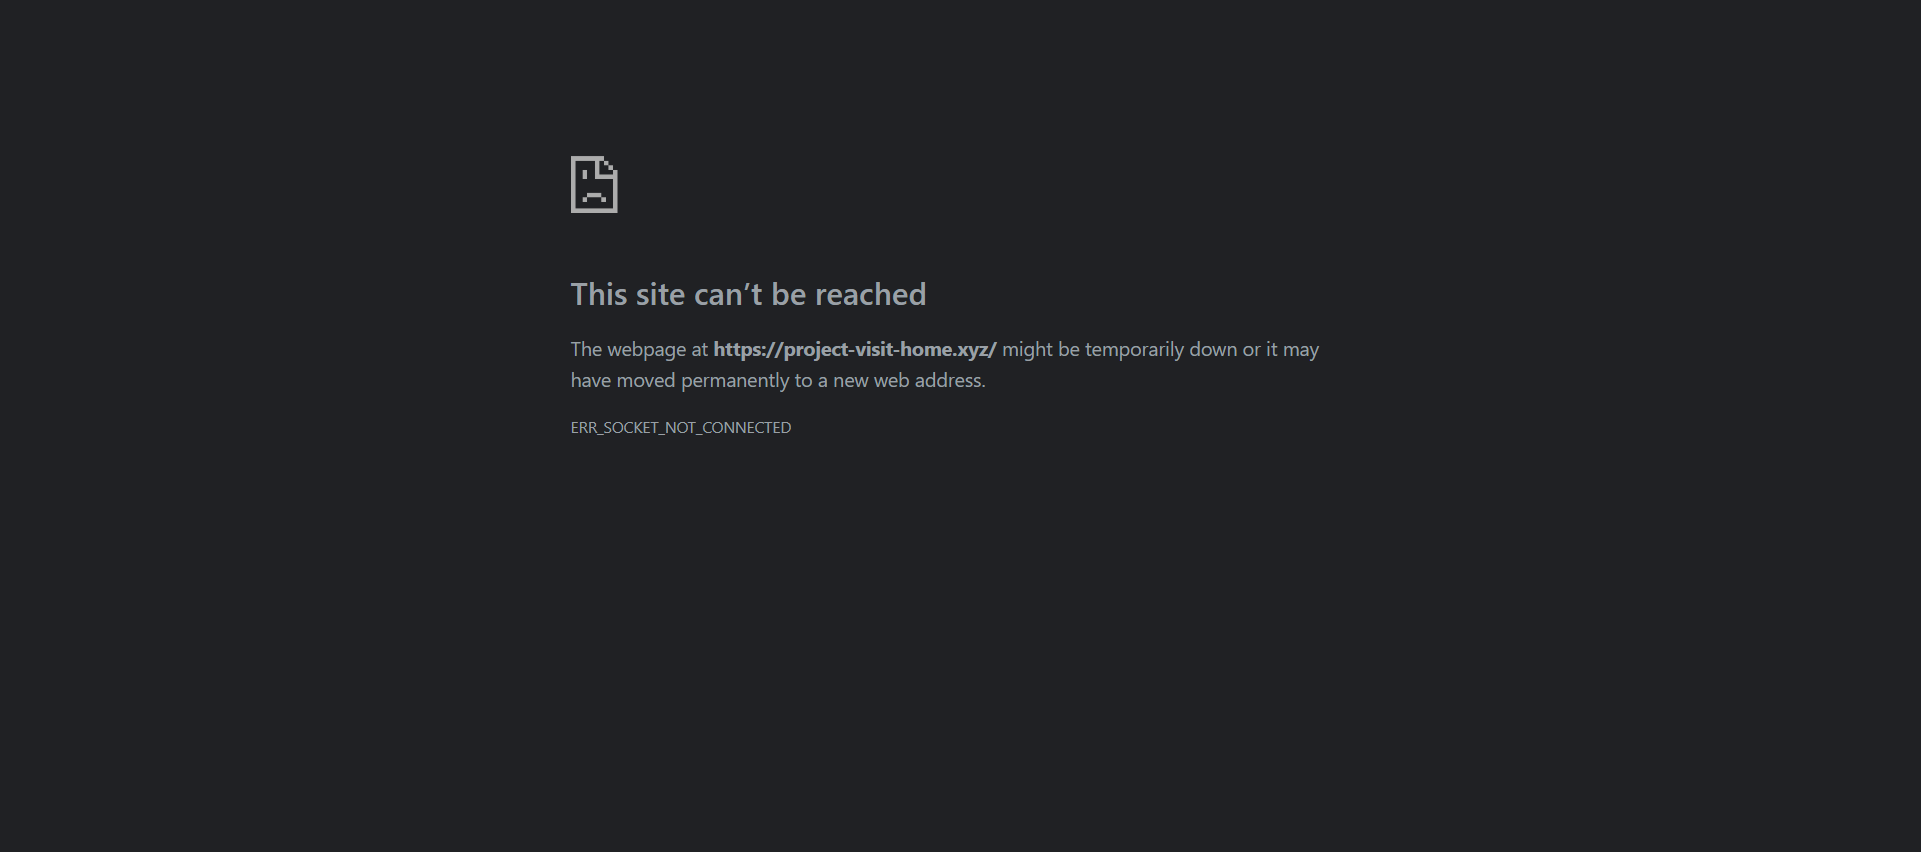 This site can’t be reached
The webpage at https://project-visit-home.xyz/ might be temporarily down or it may
have moved permanently to a new web address.
ERR_SOCKET_NOT_CONNECTED